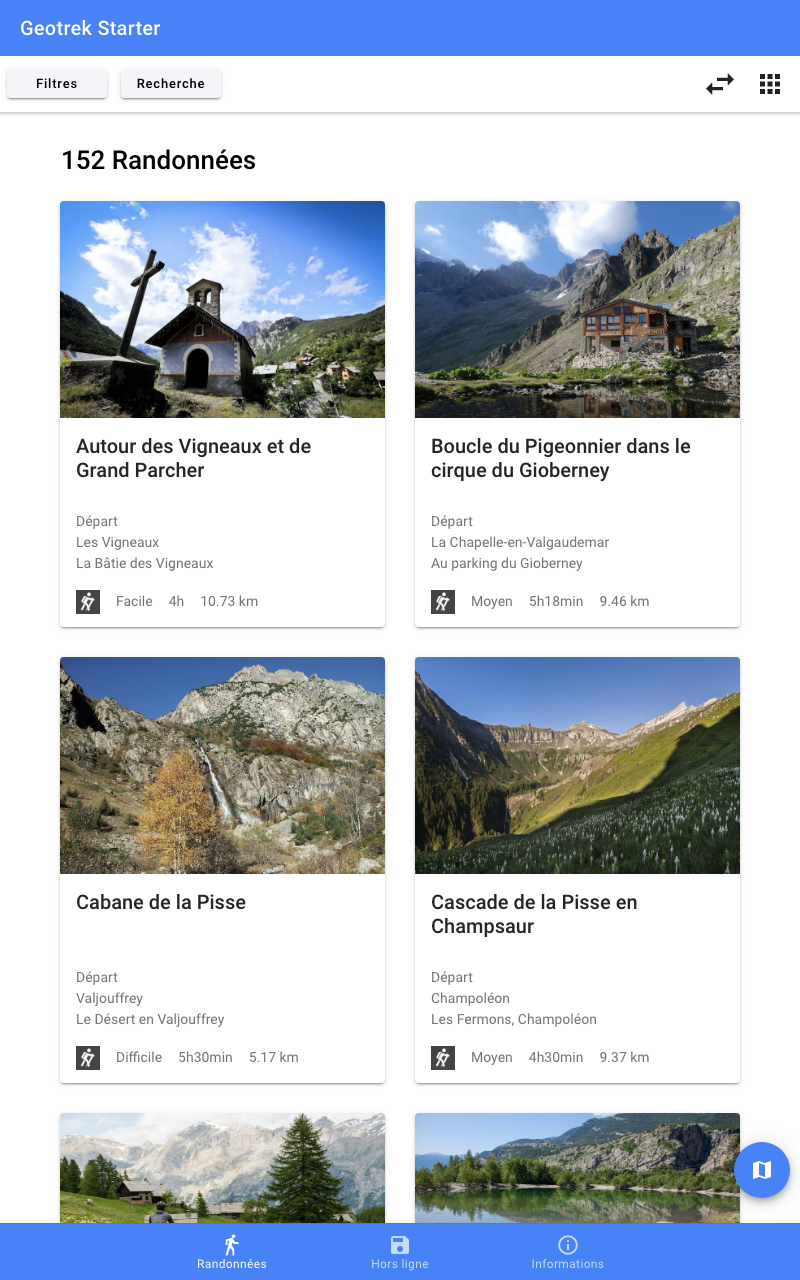 Geotrek Starter
Filtres
Recherche
152 Randonnées
Autour des Vigneaux et de
Grand Parcher
Départ
Les Vigneaux
La Bâtie des Vigneaux
Facile 4h 10.73 km
Boucle du Pigeonnier dans le
cirque du Gioberney
Départ
La Chapelle-en-Valgaudemar
Au parking du Gioberney
Moyen 5h18min 9.46 km
Cabane de la Pisse
Départ
Valjouffrey
Le Désert en Valjouffrey
Difficile 5h30min 5.17 km
Cascade de la Pisse en
Champsaur
Départ
Champoléon
Les Fermons, Champoléon
Moyen 4h30min 9.37 km
Randonnées
Hors ligne
Informations